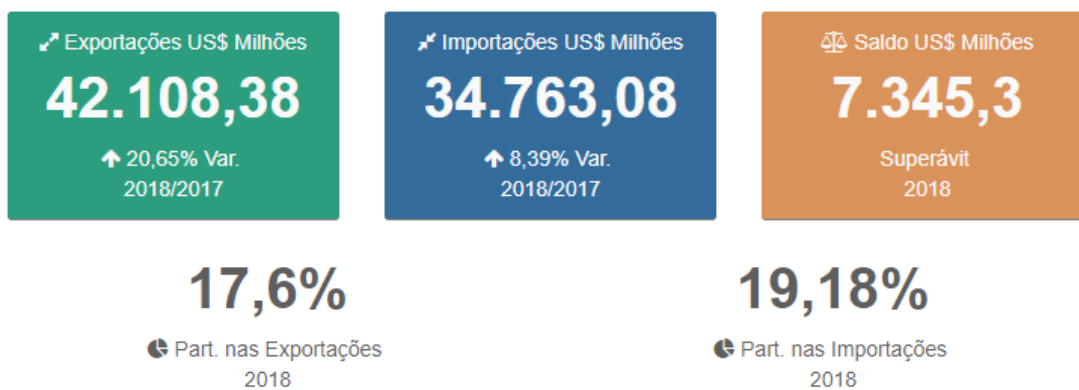 Exportações US$ Milhões
42.108,38
20,65% Var.
2018/2017
Importações US$ Milhões
34.763,08
8,39% Var.
2018/2017
Saldo US$ Milhões
7.345,3
Superávit
2018
17,6%
Part. nas Exportações
2018
19,18%
Part. nas Importações
2018